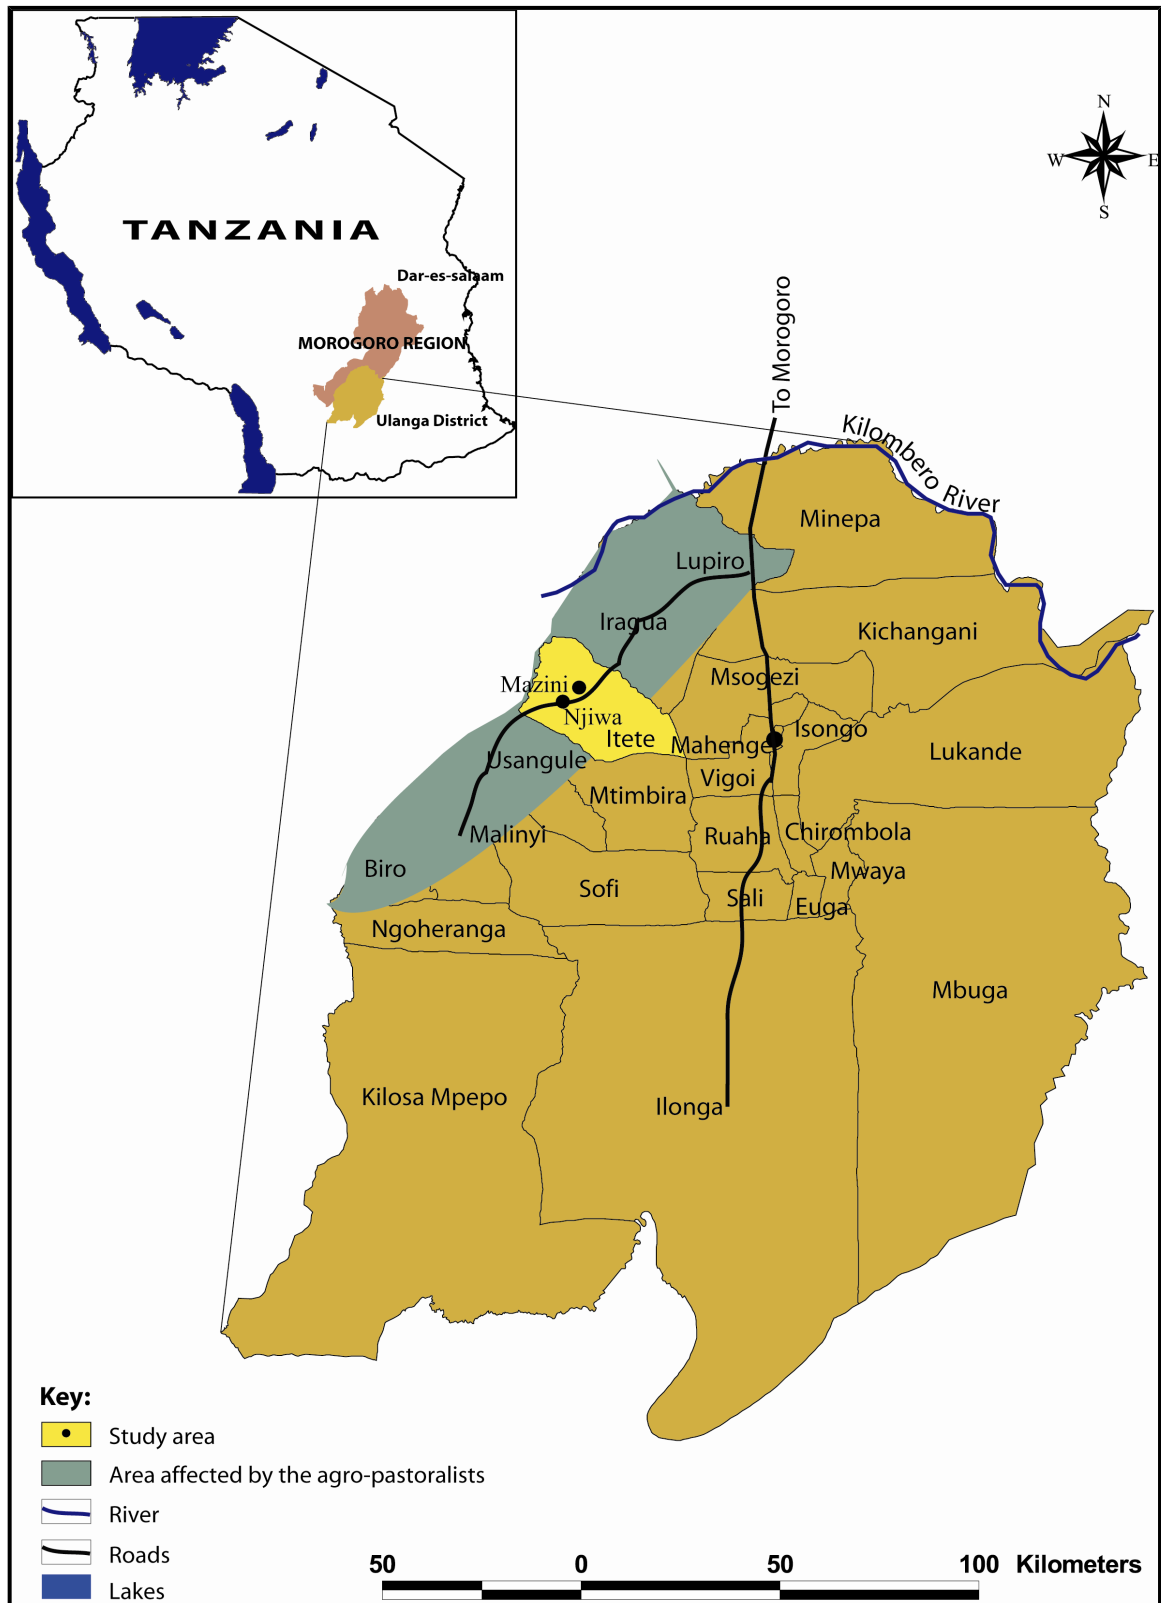 TANZANIA
Dar-es-salaam
MOROGORO REGION
Ulanga District
N
W
E
S
To Morogoro
Kilombero River
Minepa
Lupiro
Iragua
Kichangani
Msogezi
Mazini
Njiwa
Itete
Isongo
Mahenge
Lukande
Usangule
Vigoi
Mtimbira
Malinyi
Ruaha
Chirombola
Biro
Mwaya
Sofi
Sali
Euga
Ngoheranga
Mbuga
Kilosa Mpepo
Ilonga
Key:
Study area
Area affected by the agro-pastoralists
River
Roads
Lakes
50 0 50 100 Kilometers